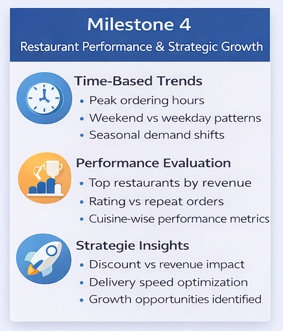 Milestone 4
Restaurant Performance & Strategic Growth
Time-Based Trends
• Peak ordering hours
• Weekend vs weekday patterns
• Seasonal demand shifts
Performance Evaluation
• Top restaurants by revenue
• Rating vs repeat orders
• Cuisine-wise performance metrics
Strategie Insights
• Discount vs revenue impact
• Delivery speed optimization
• Growth opportunities identified